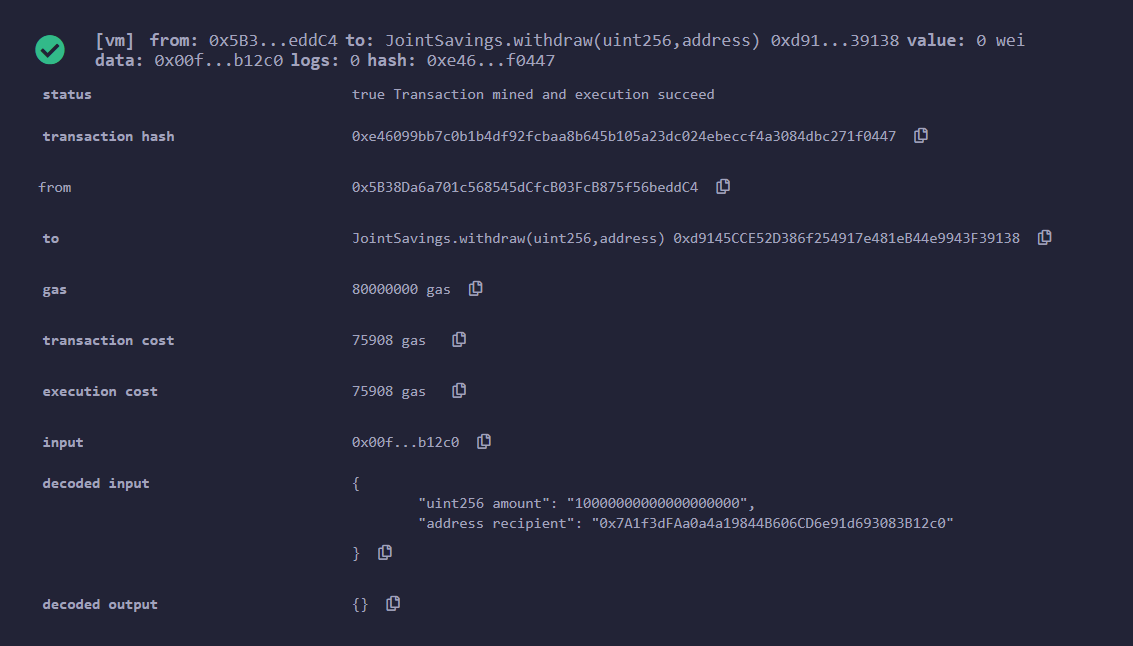 [vm] from: 0x5B3...eddC4 to: JointSavings.withdraw(uint256,address) 0xd91...39138 value: 0 wei
data: 0x00f...b12c0 logs: 0 hash: 0xe46...f0447
status true Transaction mined and execution succeed
transaction hash 0xe46099bb7c0b1b4df92fcbaa8b645b105a23dc024ebeccf4a3084dbc271f0447
from 0x5B38Da6a701c568545dCfcB03FcB875f56beddC4
to JointSavings.withdraw(uint256,address) 0xd9145CCE52D386f254917e481eB44e9943F39138
gas 80000000 gas
transaction cost 75908 gas
execution cost 75908 gas
input 0x00f...b12c0
decoded input {
"uint256 amount": "10000000000000000000",
"address recipient": "0x7A1f3dFAa0a4a19844B606CD6e91d693083B12c0"
}
decoded output {}